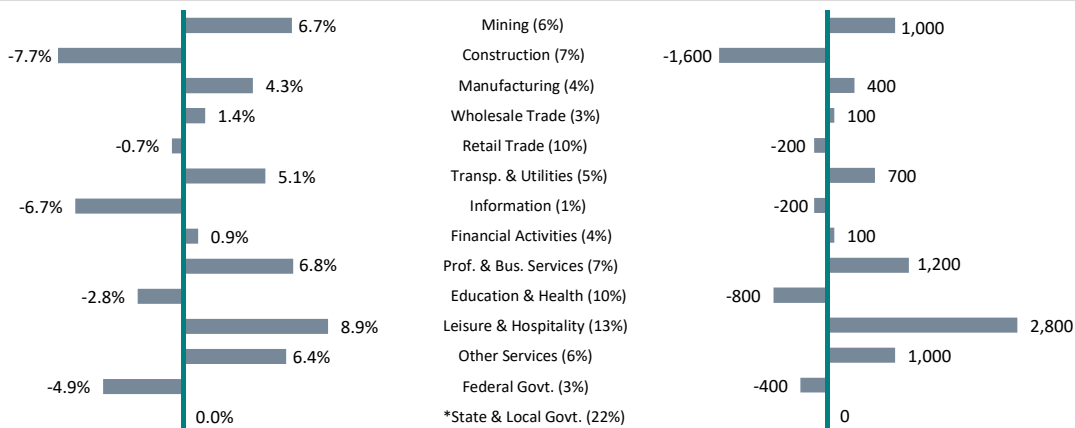 6.7% Mining (6%) 1,000
-7.7% Construction (7%) -1,600
4.3% Manufacturing (4%) 400
1.4% Wholesale Trade (3%) 100
-0.7% Retail Trade (10%) -200
5.1% Transp. & Utilities (5%) 700
-6.7% Information (1%) -200
0.9% Financial Activities (4%) 100
6.8% Prof. & Bus. Services (7%) 1,200
-2.8% Education & Health (10%) -800
8.9% Leisure & Hospitality (13%) 2,800
6.4% Other Services (6%) 1,000
-4.9% Federal Govt. (3%) -400
0.0% *State & Local Govt. (22%) 0